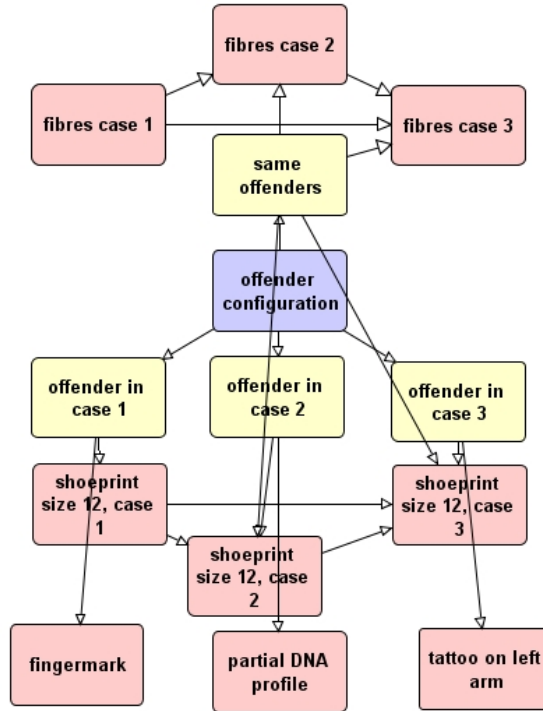 fibres case 2
fibres case 1
fibres case 3
same
offenders
offender
configuration
offender in
case 1
offender in
case 2
offender in
case 3
shoeprint
size 12, case
1
shoeprint
size 12, case
2
shoeprint
size 12, case
3
fingermark
partial DNA
profile
tattoo on left
arm